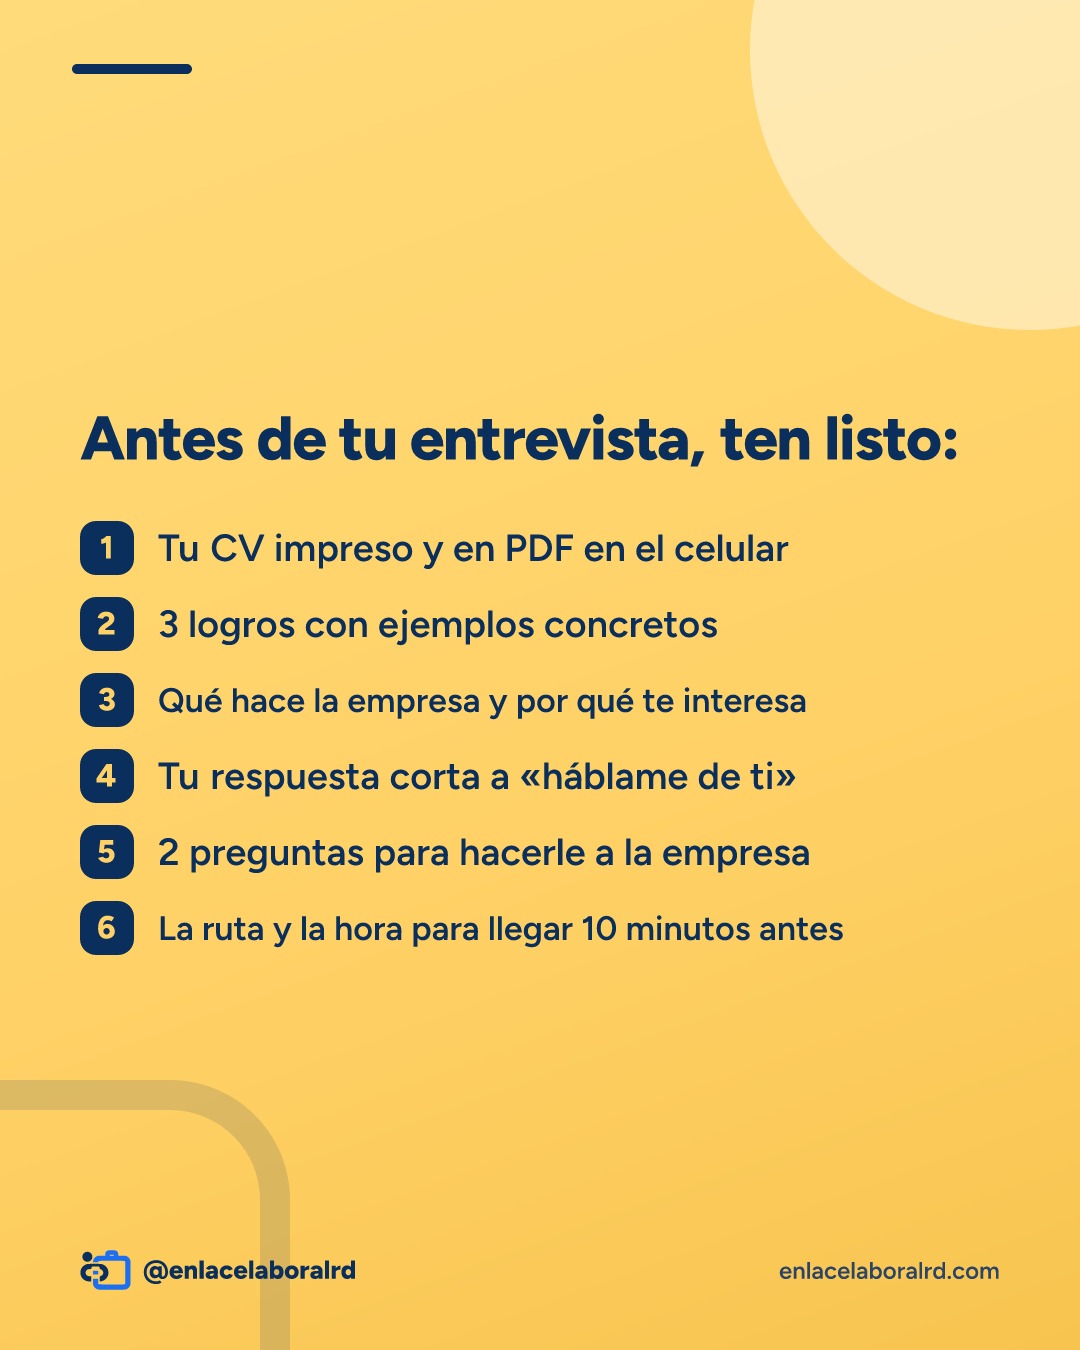 Antes de tu entrevista, ten listo:
1 Tu CV impreso y en PDF en el celular
2 3 logros con ejemplos concretos
3 Qué hace la empresa y por qué te interesa
4 Tu respuesta corta a «háblame de ti»
5 2 preguntas para hacerle a la empresa
6 La ruta y la hora para llegar 10 minutos antes
@enlacelaboralrd
enlacelaboralrd.com